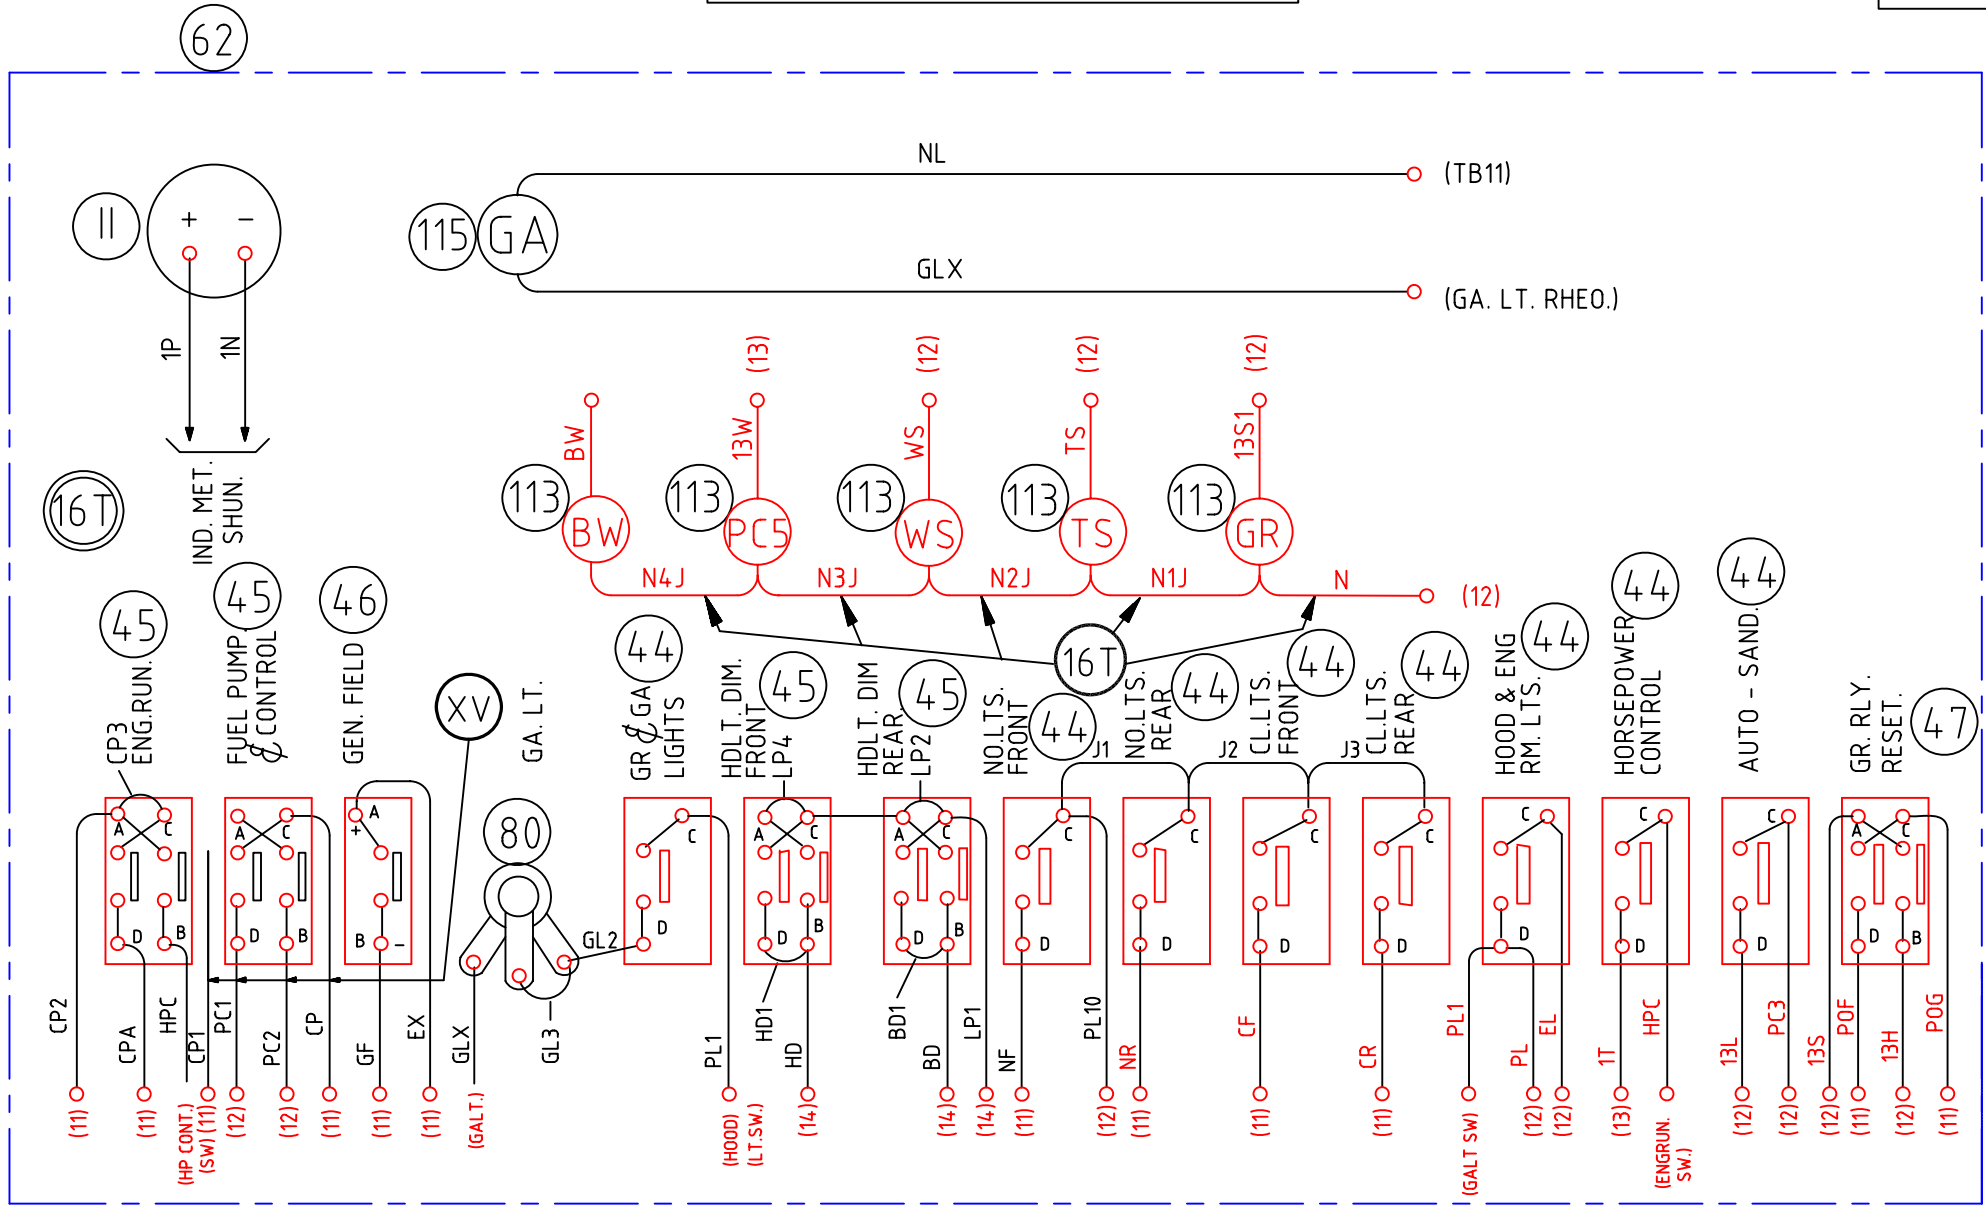 62
II
+ -
1P
1N
IND. MET.
SHUN.
16T
115
GA
NL
(TB11)
GLX
(GA. LT. RHEO.)
(13)
(12)
(12)
(12)
BW
13W
WS
TS
13S1
113
BW
113
PC5
113
WS
113
TS
113
GR
N4J
N3J
N2J
N1J
N
(12)
16T
45
CP3
ENG.RUN.
45
FUEL PUMP.
& CONTROL
46
GEN. FIELD
XV
GA. LT.
80
44
GR & GA
LIGHTS
45
HDLT. DIM.
FRONT
LP4
45
HDLT. DIM
REAR.
LP2
44
NO.LTS.
FRONT
44
NO.LTS.
REAR
44
CL.LTS.
FRONT
44
CL.LTS.
REAR
44
HOOD & ENG
RM. LTS.
44
HORSEPOWER
CONTROL
44
AUTO - SAND.
47
GR. RLY.
RESET.
J1
J2
J3
A C D B
A C D B
A + B -
C D
A C D B
A C D B
C D
C D
C D
C D
C D
C D
C D
A C D B
GL2
GL3
CP2
CPA
HPC
CP1
PC1
PC2
CP
GF
EX
GLX
PL1
HD1
HD
BD1
BD
LP1
NF
PL10
NR
CF
CR
PL1
PL
EL
1T
HPC
13L
PC3
13S
POF
13H
POG
(11)
(11)
(HP CONT.)
(SW) (11)
(12)
(12)
(11)
(11)
(11)
(GALT.)
(HOOD)
(LT.SW.)
(14)
(14)
(14)
(11)
(12)
(11)
(11)
(11)
(GALT SW)
(12)
(12)
(13)
(ENGRUN.
SW.)
(12)
(12)
(12)
(11)
(12)
(11)